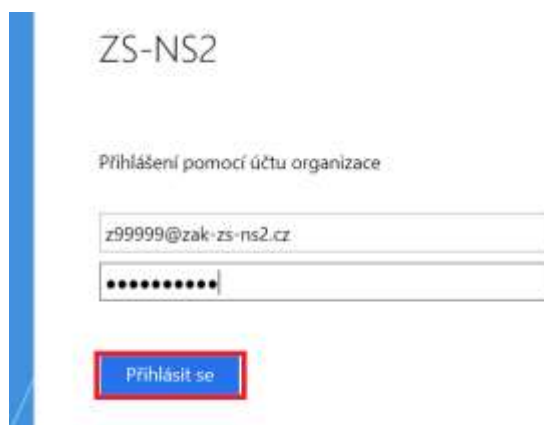 ZS-NS2
Přihlášení pomocí účtu organizace
z99999@zak-zs-ns2.cz
●●●●●●●●●●
Přihlásit se